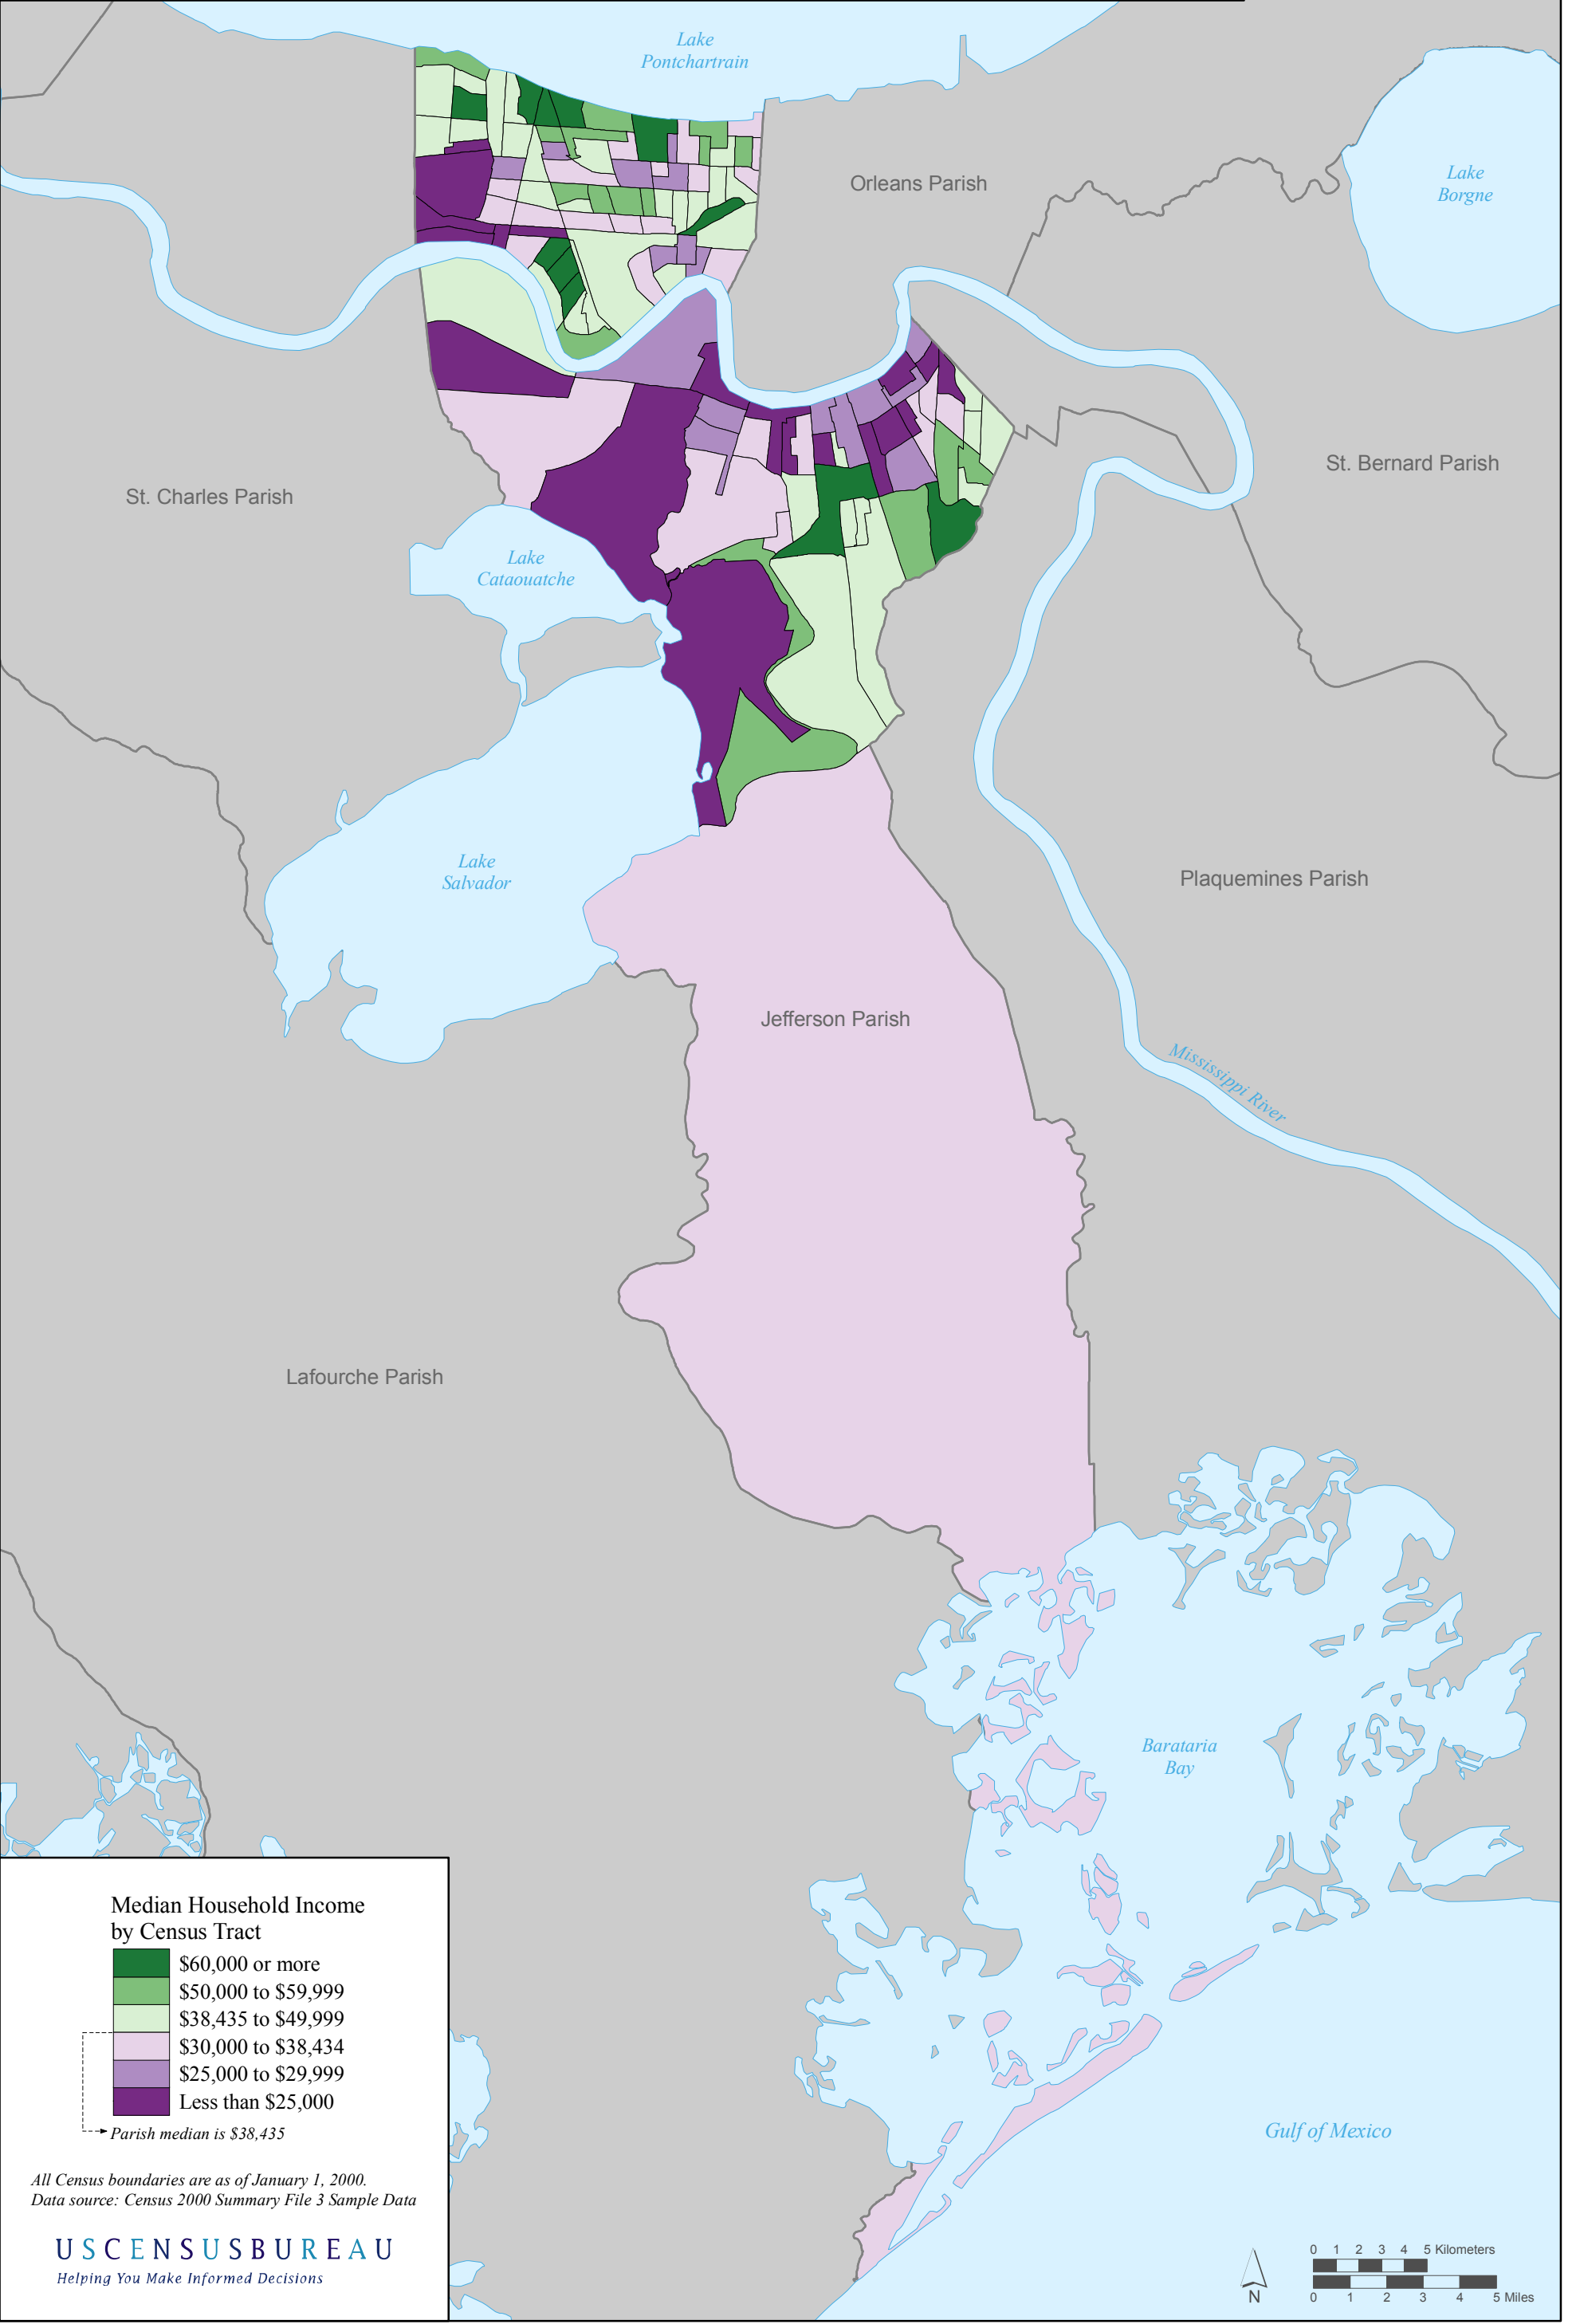 Lake
Pontchartrain
Orleans Parish
Lake
Borgne
St. Bernard Parish
St. Charles Parish
Lake
Cataouatche
Lake
Salvador
Plaquemines Parish
Jefferson Parish
Mississippi River
Lafourche Parish
Barataria
Bay
Gulf of Mexico
Median Household Income
by Census Tract
$60,000 or more
$50,000 to $59,999
$38,435 to $49,999
$30,000 to $38,434
$25,000 to $29,999
Less than $25,000
Parish median is $38,435
All Census boundaries are as of January 1, 2000.
Data source: Census 2000 Summary File 3 Sample Data
USCENSUSBUREAU
Helping You Make Informed Decisions
N
0 1 2 3 4 5 Kilometers
0 1 2 3 4 5 Miles